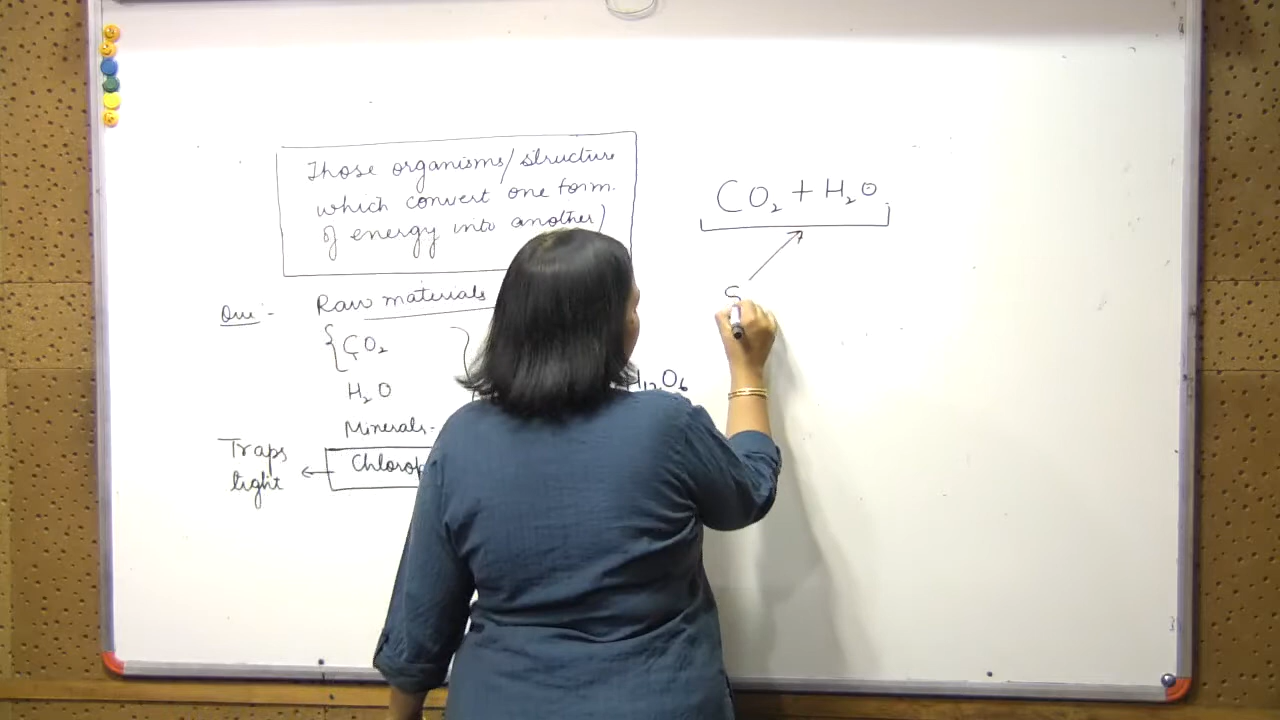 Those organisms/structure
which convert one form
of energy into another)
Raw materials
CO₂
H₂O
Minerals-
Traps
light
CO₂ + H₂O
H₁₂O₆